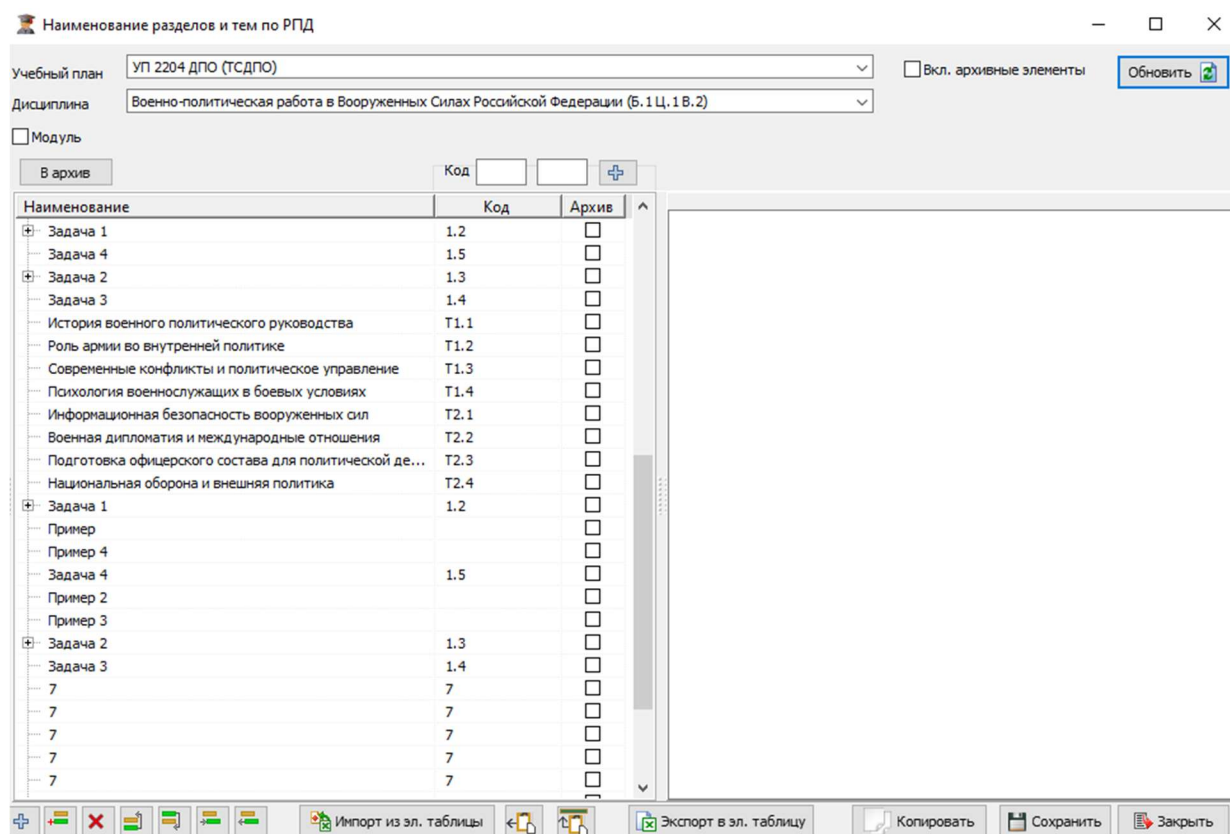 Наименование разделов и тем по РПД
Учебный план УП 2204 ДПО (ТСДПО) Вкл. архивные элементы Обновить
Дисциплина Военно-политическая работа в Вооруженных Силах Российской Федерации (Б.1Ц.1В.2)
Модуль
В архив Код
Наименование Код Архив
Задача 1 1.2
Задача 4 1.5
Задача 2 1.3
Задача 3 1.4
История военного политического руководства Т1.1
Роль армии во внутренней политике Т1.2
Современные конфликты и политическое управление Т1.3
Психология военнослужащих в боевых условиях Т1.4
Информационная безопасность вооруженных сил Т2.1
Военная дипломатия и международные отношения Т2.2
Подготовка офицерского состава для политической де... Т2.3
Национальная оборона и внешняя политика Т2.4
Задача 1 1.2
Пример
Пример 4
Задача 4 1.5
Пример 2
Пример 3
Задача 2 1.3
Задача 3 1.4
7 7
7 7
7 7
7 7
7 7
Импорт из эл. таблицы Экспорт в эл. таблицу Копировать Сохранить Закрыть